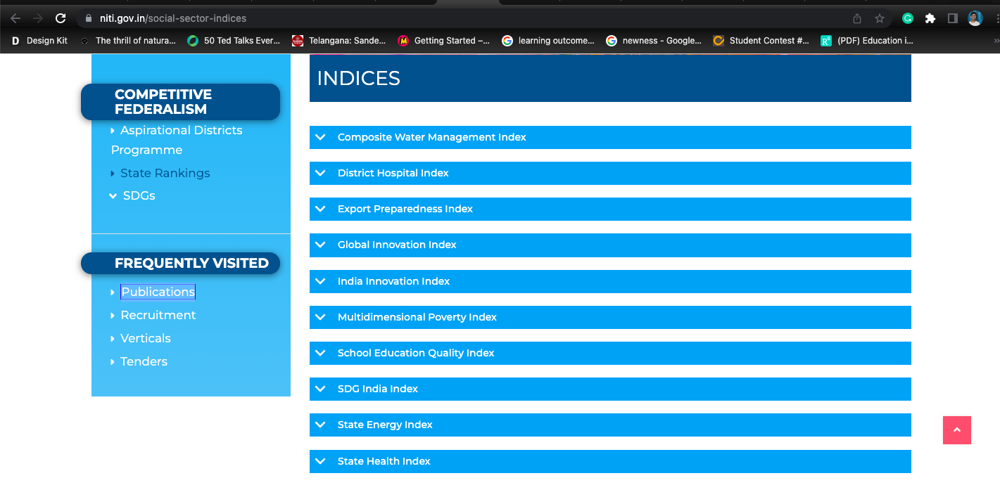 niti.gov.in/social-sector-indices
Design Kit
The thrill of natura...
50 Ted Talks Ever...
Telangana: Sande...
Getting Started –...
learning outcome...
newness - Google...
Student Contest #...
(PDF) Education i...
COMPETITIVE
FEDERALISM
Aspirational Districts
Programme
State Rankings
SDGs
FREQUENTLY VISITED
Publications
Recruitment
Verticals
Tenders
INDICES
Composite Water Management Index
District Hospital Index
Export Preparedness Index
Global Innovation Index
India Innovation Index
Multidimensional Poverty Index
School Education Quality Index
SDG India Index
State Energy Index
State Health Index